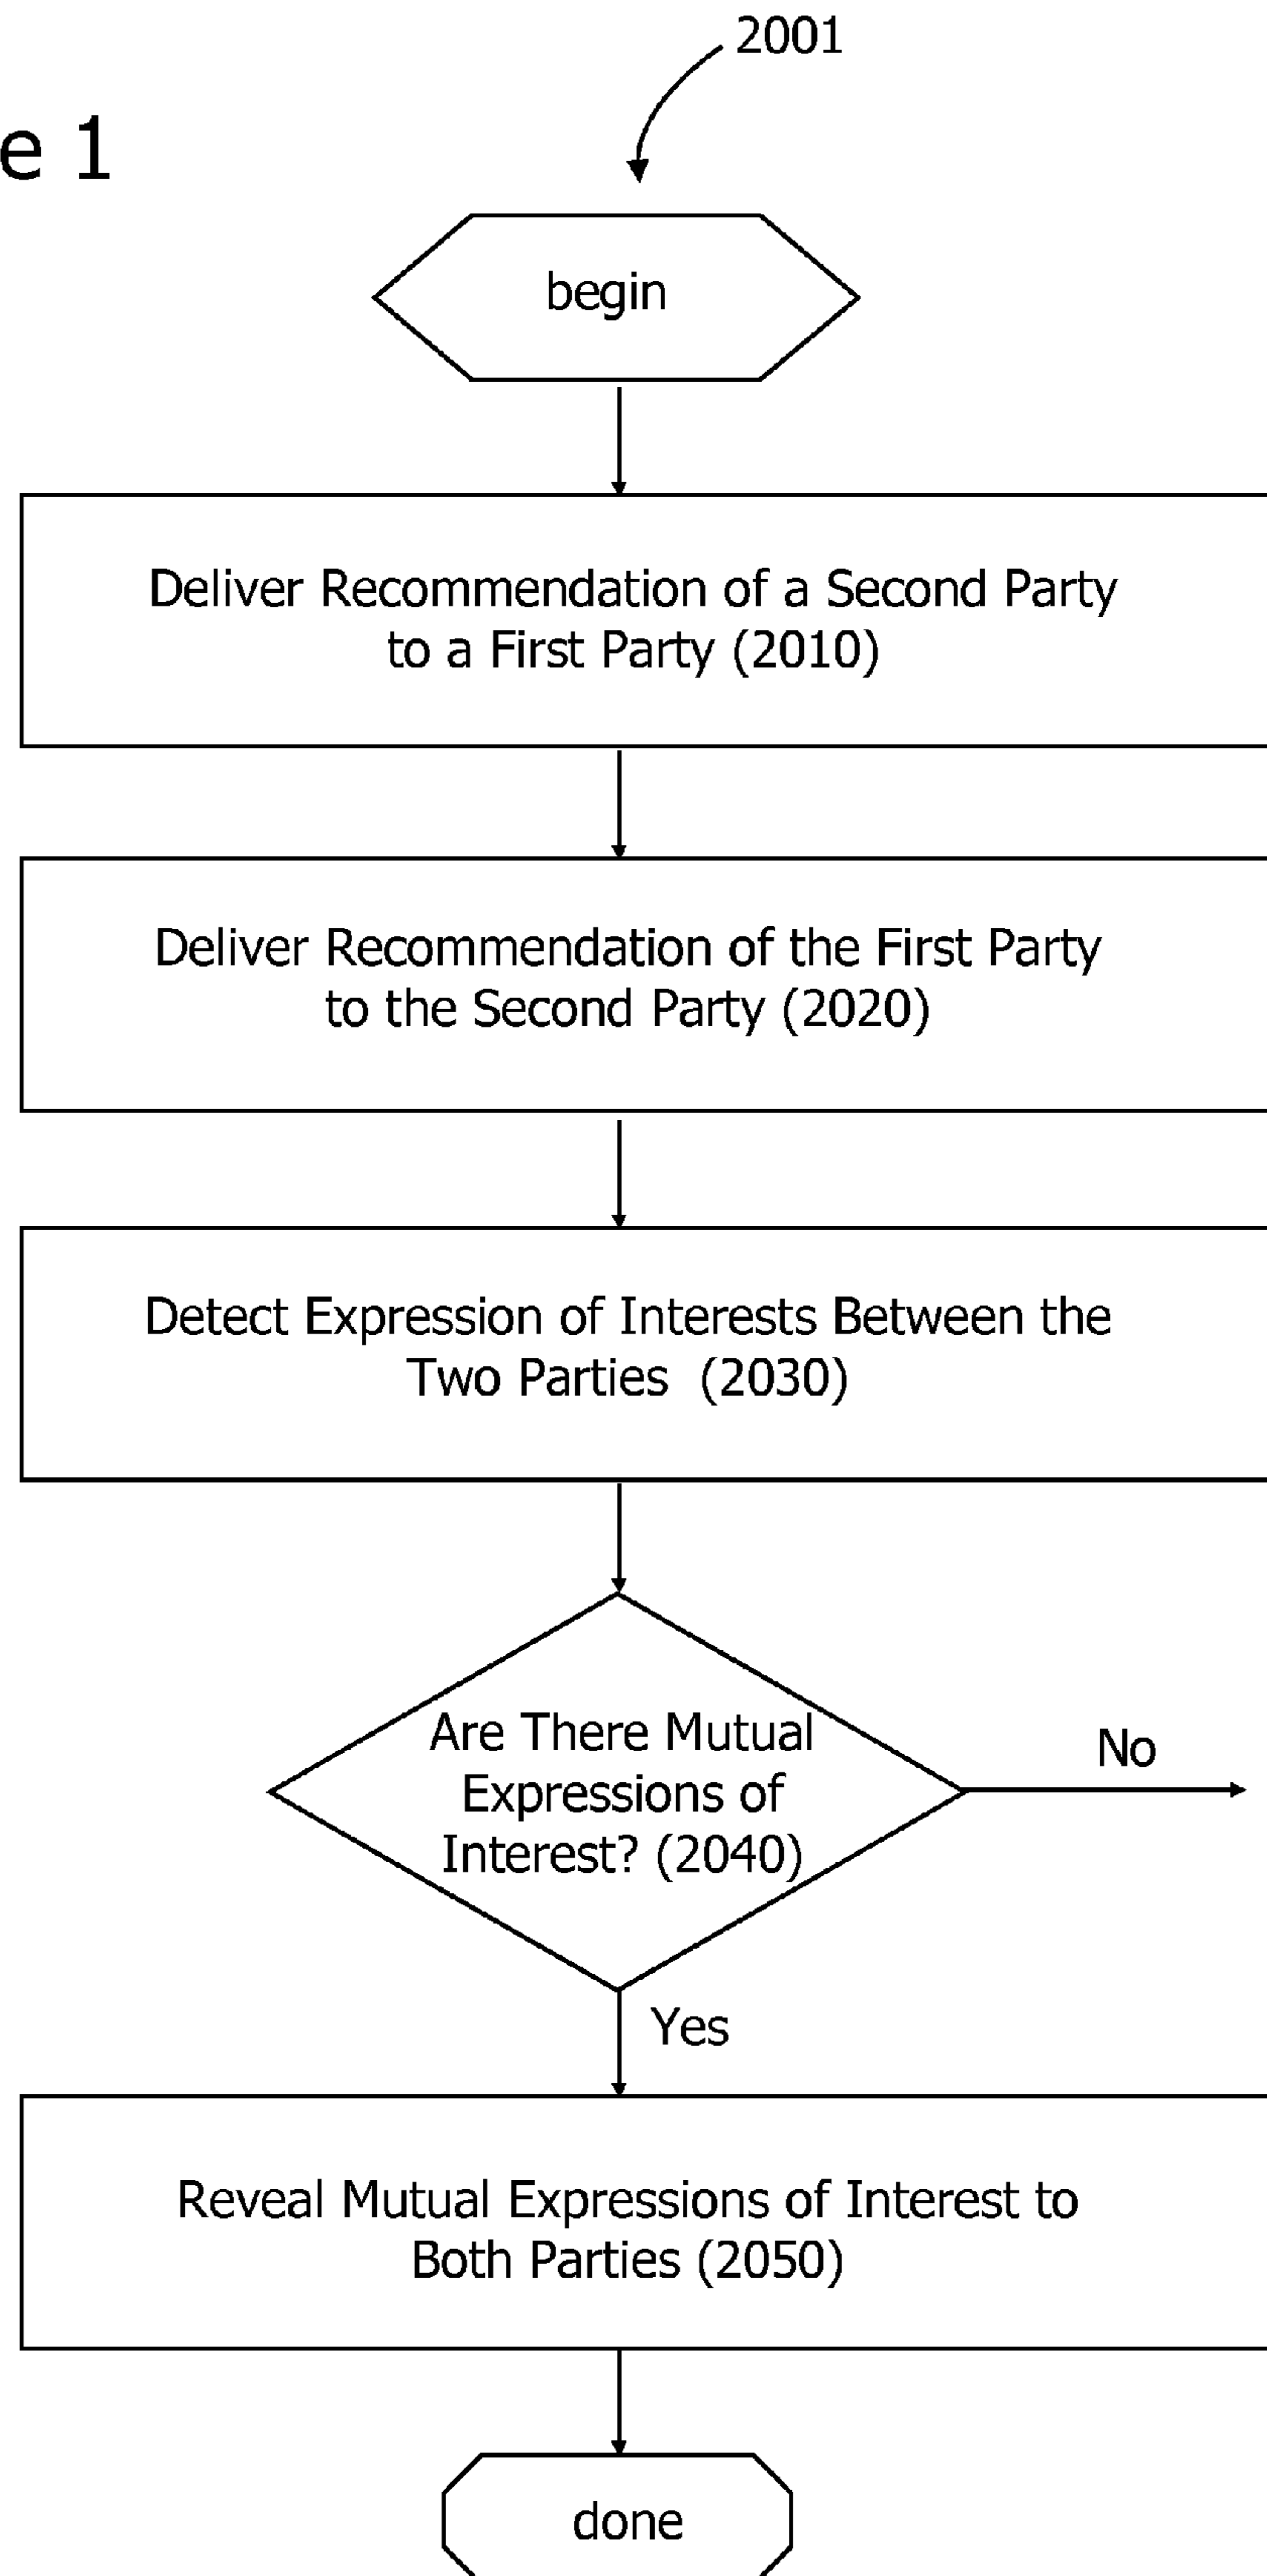 2001
e 1
begin
Deliver Recommendation of a Second Party
to a First Party (2010)
Deliver Recommendation of the First Party
to the Second Party (2020)
Detect Expression of Interests Between the
Two Parties (2030)
Are There Mutual
Expressions of
Interest? (2040)
No
Yes
Reveal Mutual Expressions of Interest to
Both Parties (2050)
done